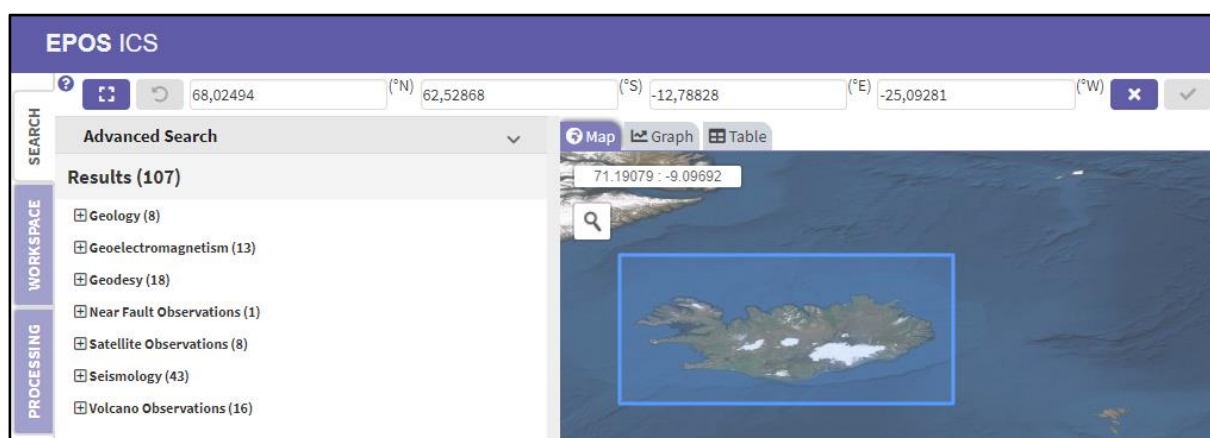 EPOS ICS
? 68,02494 (°N) 62,52868 (°S) -12,78828 (°E) -25,09281 (°W)
SEARCH
WORKSPACE
PROCESSING
Advanced Search
Results (107)
Geology (8)
Geoelectromagnetism (13)
Geodesy (18)
Near Fault Observations (1)
Satellite Observations (8)
Seismology (43)
Volcano Observations (16)
Map Graph Table
71.19079 : -9.09692